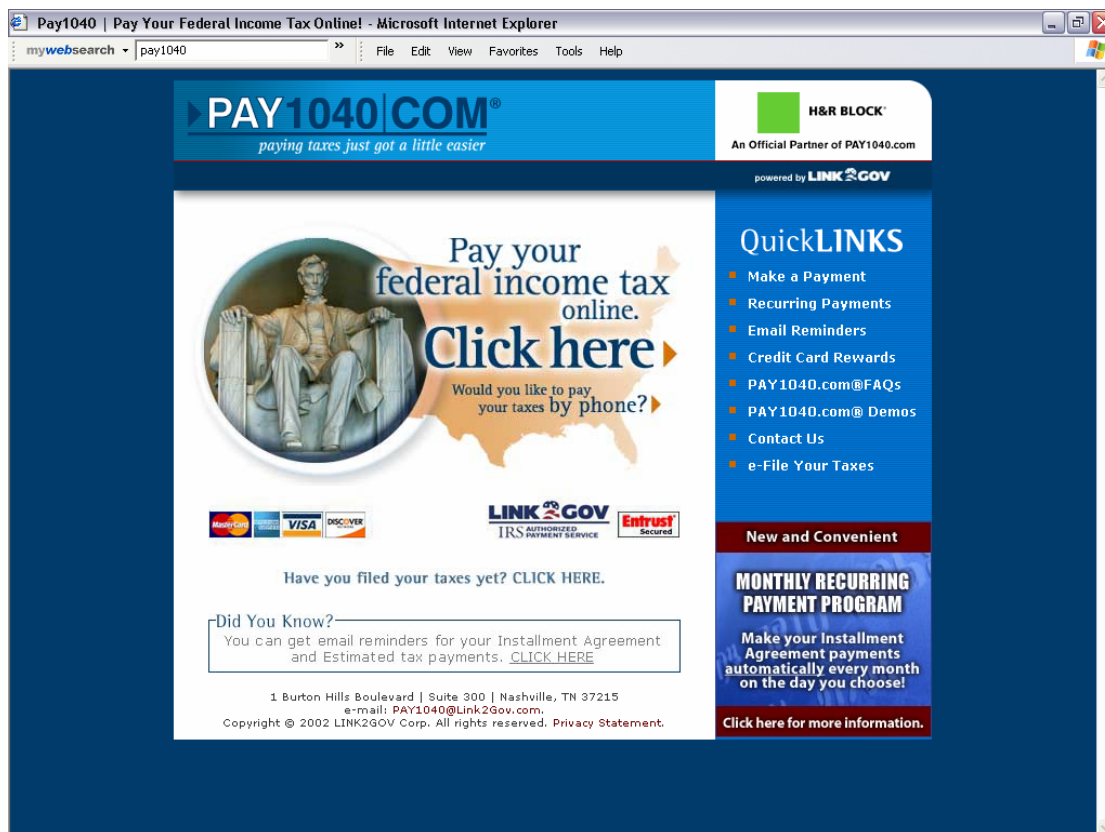 Pay1040 | Pay Your Federal Income Tax Online! - Microsoft Internet Explorer
mywebsearch pay1040 » File Edit View Favorites Tools Help
PAY1040|COM®
paying taxes just got a little easier
H&R BLOCK®
An Official Partner of PAY1040.com
powered by LINK2GOV
Pay your
federal income tax
online.
Click here
Would you like to pay
your taxes by phone?
MasterCard VISA DISCOVER
LINK2GOV
IRS AUTHORIZED PAYMENT SERVICE
Entrust®
Secured
Have you filed your taxes yet? CLICK HERE.
Did You Know?
You can get email reminders for your Installment Agreement
and Estimated tax payments. CLICK HERE
1 Burton Hills Boulevard | Suite 300 | Nashville, TN 37215
e-mail: PAY1040@Link2Gov.com.
Copyright © 2002 LINK2GOV Corp. All rights reserved. Privacy Statement.
QuickLINKS
Make a Payment
Recurring Payments
Email Reminders
Credit Card Rewards
PAY1040.com®FAQs
PAY1040.com® Demos
Contact Us
e-File Your Taxes
New and Convenient
MONTHLY RECURRING
PAYMENT PROGRAM
Make your Installment
Agreement payments
automatically every month
on the day you choose!
Click here for more information.